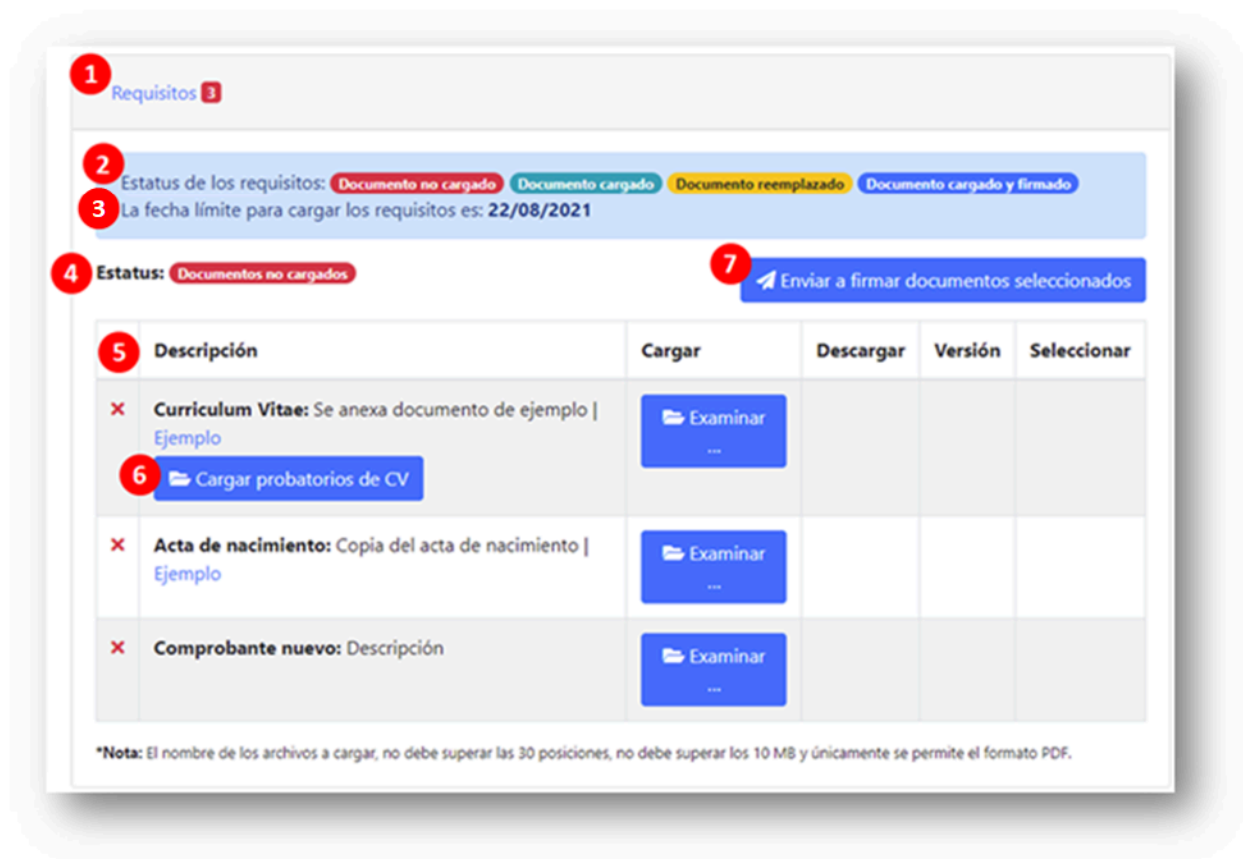 1
Requisitos 3
2
Estatus de los requisitos: Documento no cargado Documento cargado Documento reemplazado Documento cargado y firmado
3 La fecha límite para cargar los requisitos es: 22/08/2021
4 Estatus: Documentos no cargados
7 Enviar a firmar documentos seleccionados
5 Descripción Cargar Descargar Versión Seleccionar
Curriculum Vitae: Se anexa documento de ejemplo | Examinar
Ejemplo ...
6 Cargar probatorios de CV
Acta de nacimiento: Copia del acta de nacimiento | Examinar
Ejemplo ...
Comprobante nuevo: Descripción Examinar
...
*Nota: El nombre de los archivos a cargar, no debe superar las 30 posiciones, no debe superar los 10 MB y únicamente se permite el formato PDF.